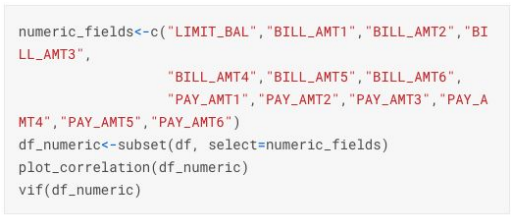 numeric_fields<-c("LIMIT_BAL","BILL_AMT1","BILL_AMT2","BI
LL_AMT3",
                  "BILL_AMT4","BILL_AMT5","BILL_AMT6",
                  "PAY_AMT1","PAY_AMT2","PAY_AMT3","PAY_A
MT4","PAY_AMT5","PAY_AMT6")
df_numeric<-subset(df, select=numeric_fields)
plot_correlation(df_numeric)
vif(df_numeric)